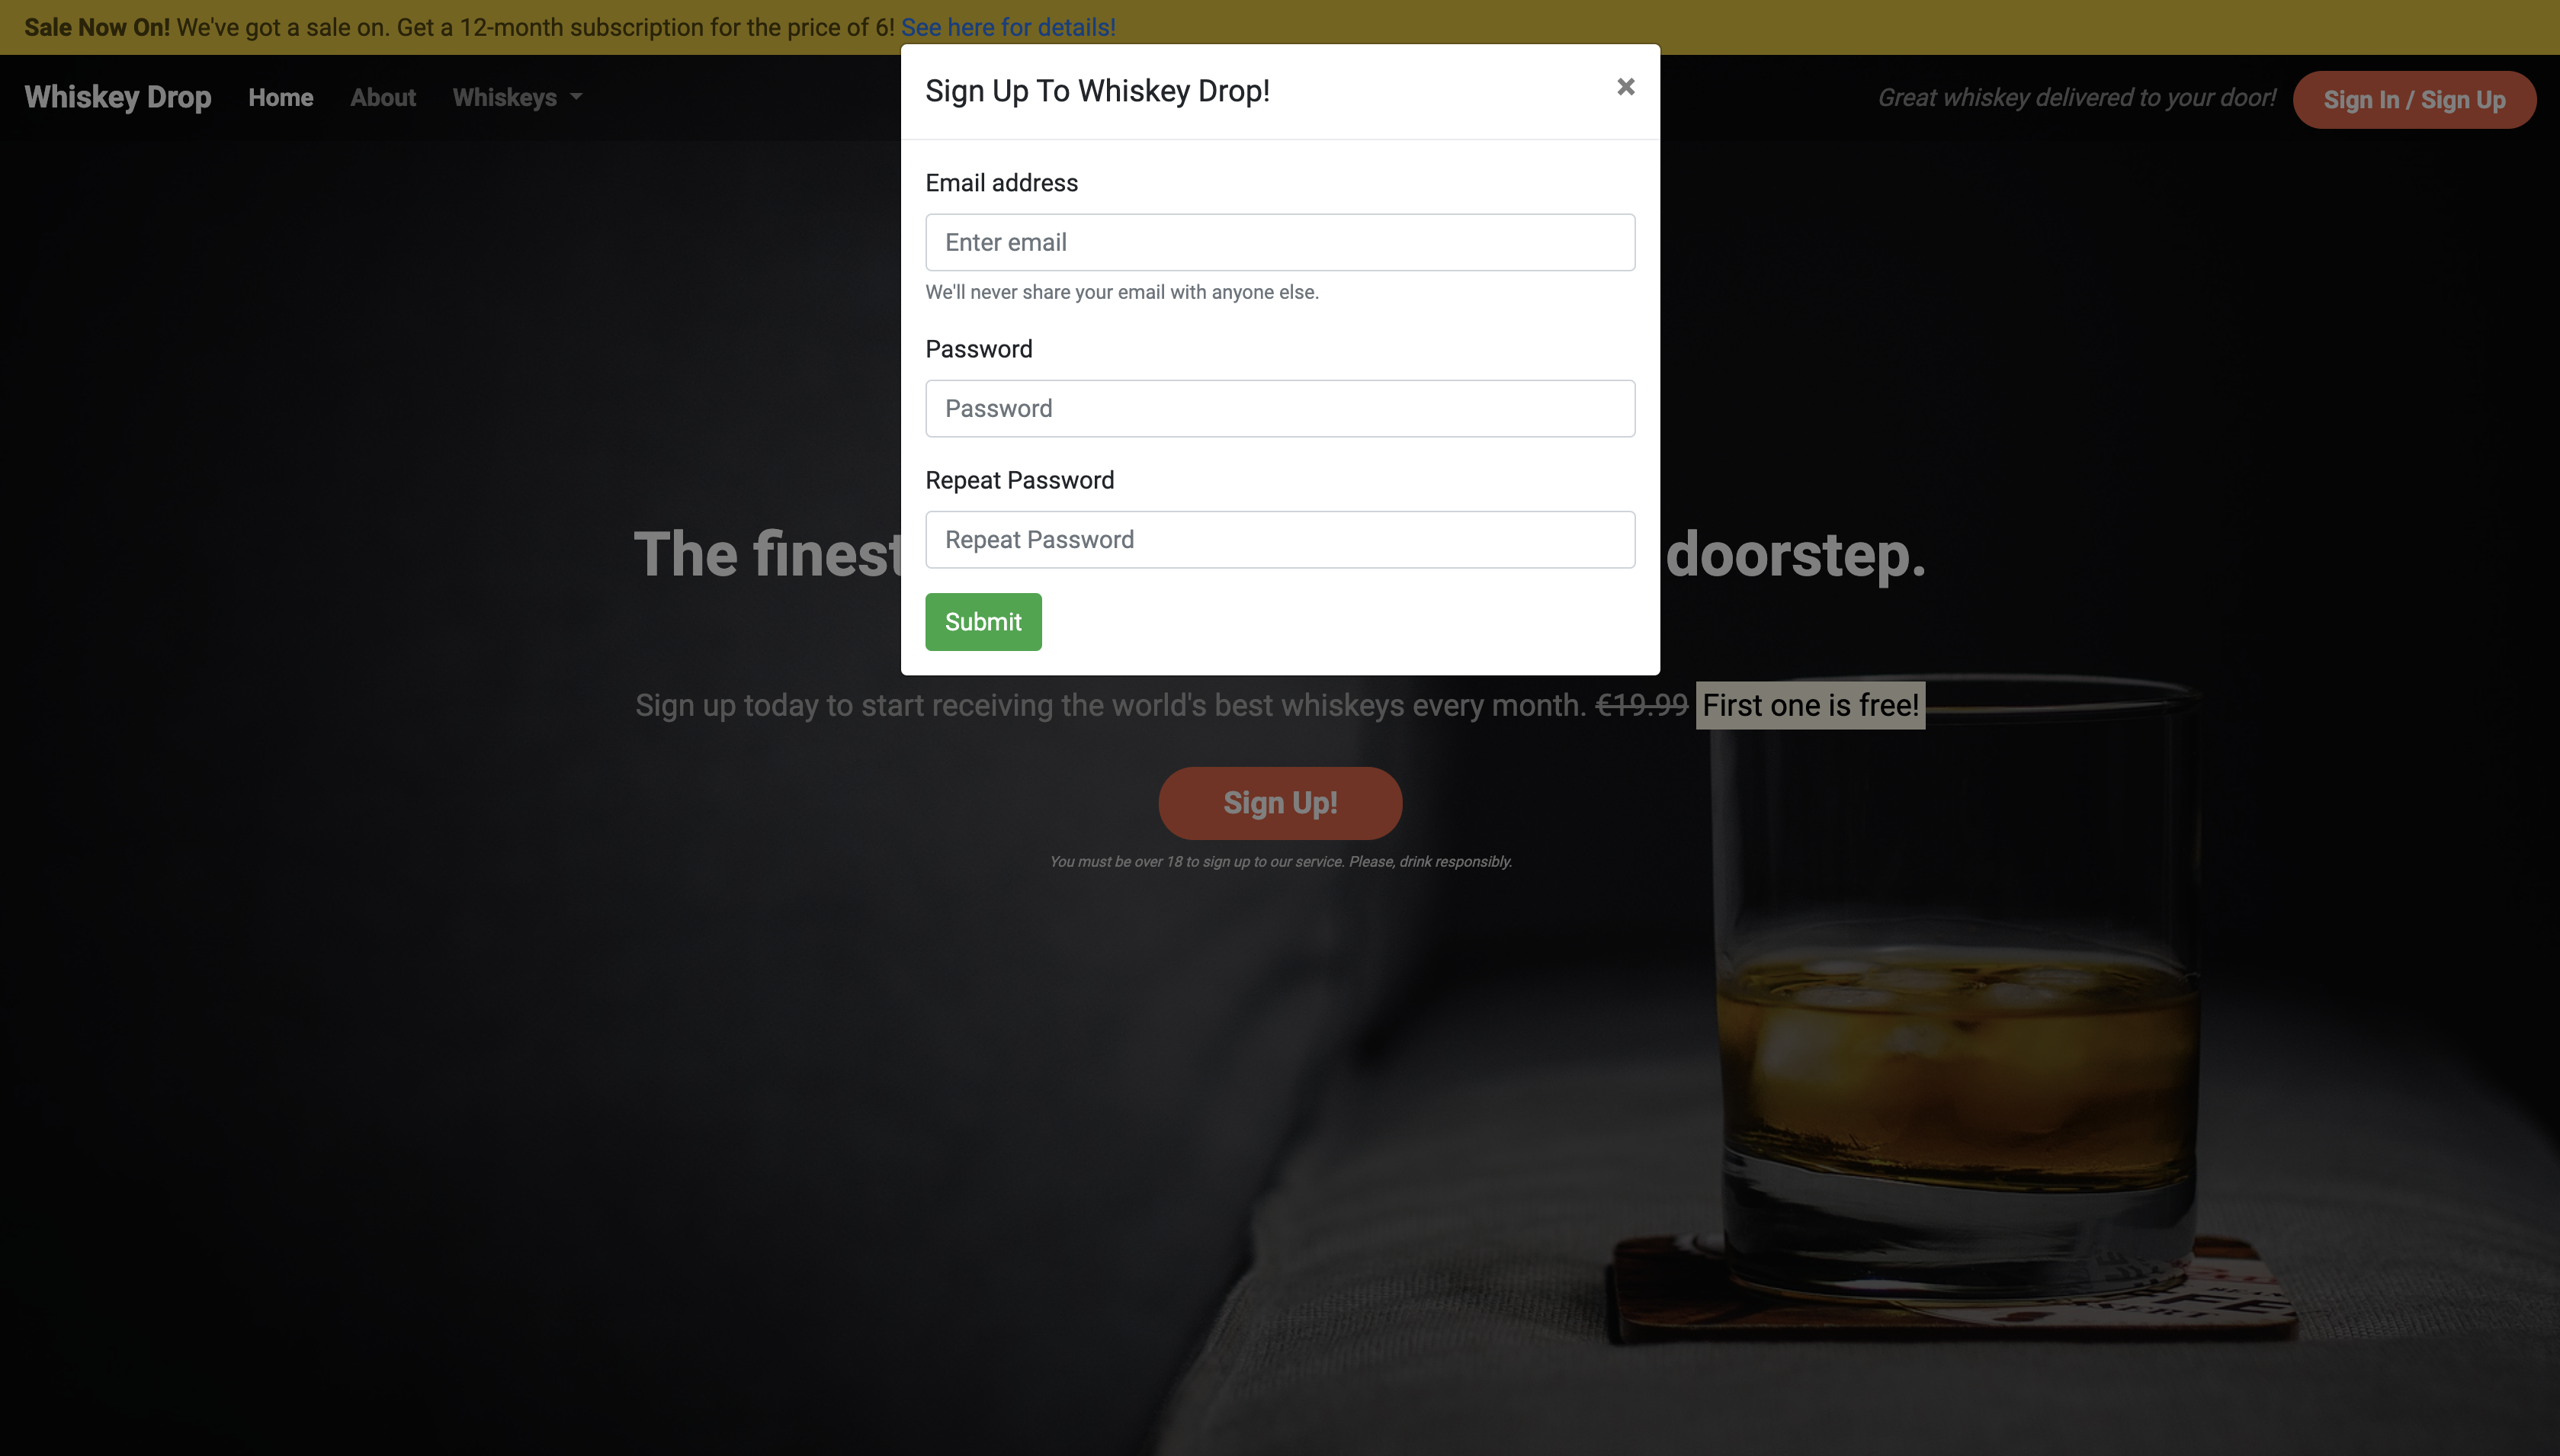 Sale Now On! We've got a sale on. Get a 12-month subscription for the price of 6! See here for details!
Whiskey Drop Home About Whiskeys Great whiskey delivered to your door! Sign In / Sign Up
Sign Up To Whiskey Drop! ×
Email address
Enter email
We'll never share your email with anyone else.
Password
Password
Repeat Password
Repeat Password
The finest doorstep.
Submit
Sign up today to start receiving the world's best whiskeys every month. €19.99 First one is free!
Sign Up!
You must be over 18 to sign up to our service. Please, drink responsibly.